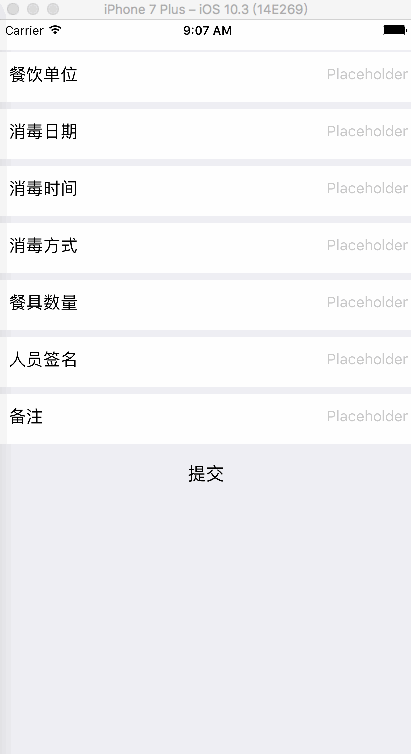 iPhone 7 Plus – iOS 10.3 (14E269)
Carrier 9:07 AM
餐饮单位 Placeholder
消毒日期 Placeholder
消毒时间 Placeholder
消毒方式 Placeholder
餐具数量 Placeholder
人员签名 Placeholder
备注 Placeholder
提交